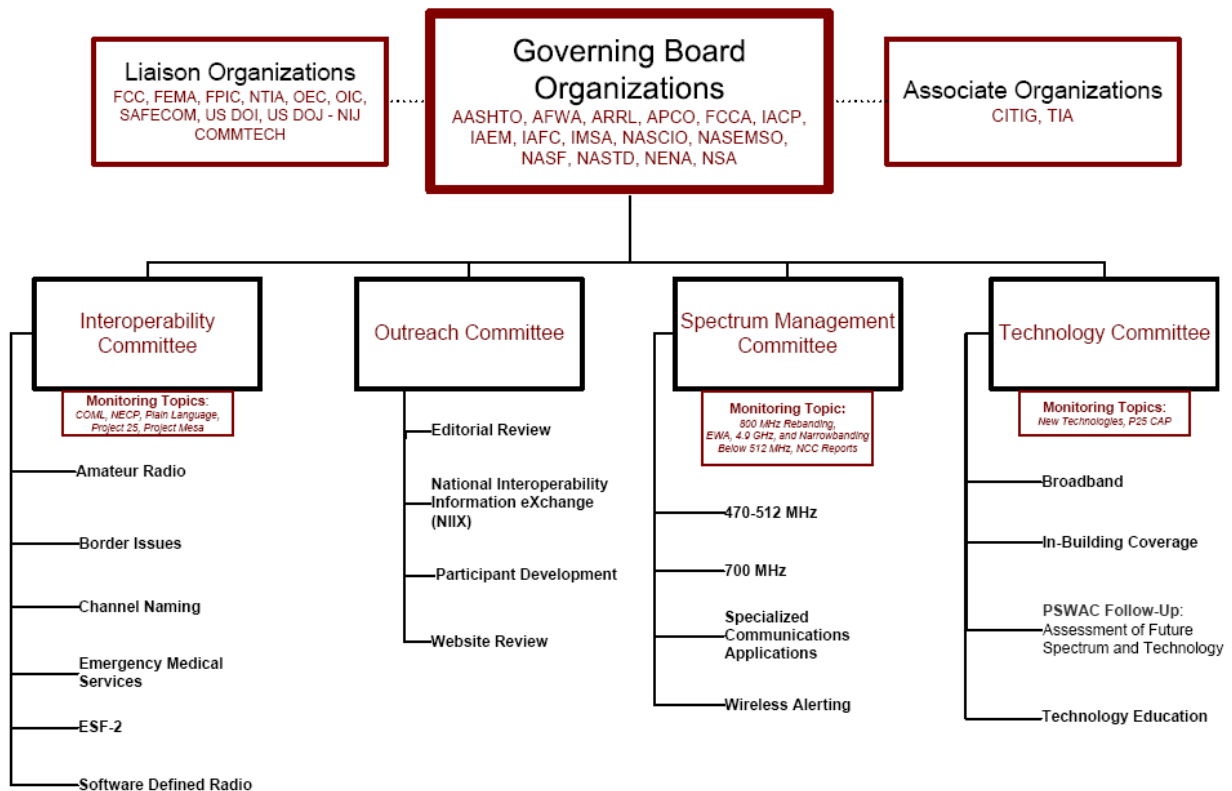 Liaison Organizations
FCC, FEMA, FPIC, NTIA, OEC, OIC,
SAFECOM, US DOI, US DOJ - NIJ
COMMTECH
Governing Board
Organizations
AASHTO, AFWA, ARRL, APCO, FCCA, IACP,
IAEM, IAFC, IMSA, NASCIO, NASEMSO,
NASF, NASTD, NENA, NSA
Associate Organizations
CITIG, TIA
Interoperability
Committee
Monitoring Topics:
COML, NECP, Plain Language,
Project 25, Project Mesa
Amateur Radio
Border Issues
Channel Naming
Emergency Medical
Services
ESF-2
Software Defined Radio
Outreach Committee
Editorial Review
National Interoperability
Information eXchange
(NIIX)
Participant Development
Website Review
Spectrum Management
Committee
Monitoring Topic:
800 MHz Rebanding,
EWA, 4.9 GHz, and Narrowbanding
Below 512 MHz, NCC Reports
470-512 MHz
700 MHz
Specialized
Communications
Applications
Wireless Alerting
Technology Committee
Monitoring Topics:
New Technologies, P25 CAP
Broadband
In-Building Coverage
PSWAC Follow-Up:
Assessment of Future
Spectrum and Technology
Technology Education